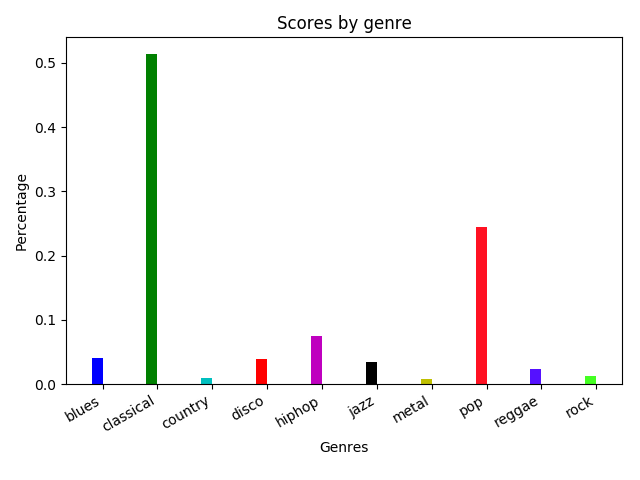 Scores by genre
Percentage
0.5
0.4
0.3
0.2
0.1
0.0
blues
classical
country
disco
hiphop
jazz
metal
pop
reggae
rock
Genres